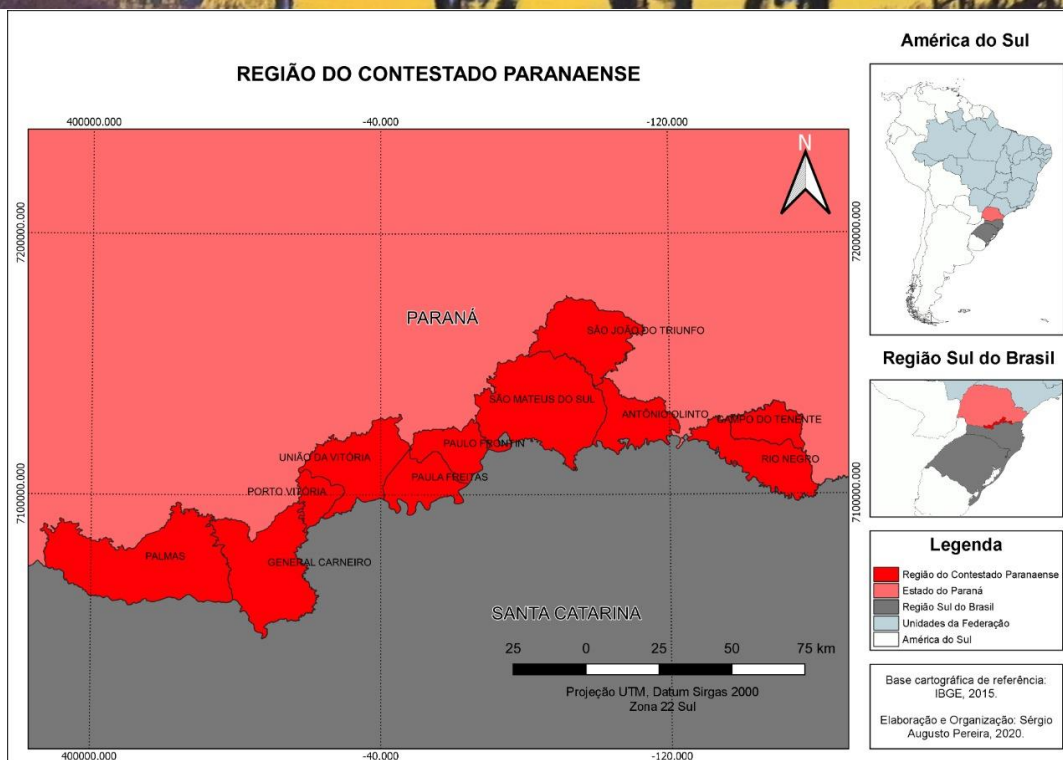 REGIÃO DO CONTESTADO PARANAENSE
400000.000
-40.000
-120.000
N
7200000.000
7200000.000
PARANÁ
SÃO JOÃO DO TRIUNFO
SÃO MATEUS DO SUL
ANTÔNIO OLINTO
CAMPO DO TENENTE
PAULO FRONTIN
UNIÃO DA VITÓRIA
RIO NEGRO
PAULA FREITAS
PORTO VITÓRIA
7100000.000
7100000.000
PALMAS
GENERAL CARNEIRO
SANTA CATARINA
25 0 25 50 75 km
Projeção UTM, Datum Sirgas 2000
Zona 22 Sul
400000.000
-40.000
-120.000
América do Sul
Região Sul do Brasil
Legenda
Região do Contestado Paranaense
Estado do Paraná
Região Sul do Brasil
Unidades da Federação
América do Sul
Base cartográfica de referência:
IBGE, 2015.
Elaboração e Organização: Sérgio
Augusto Pereira, 2020.